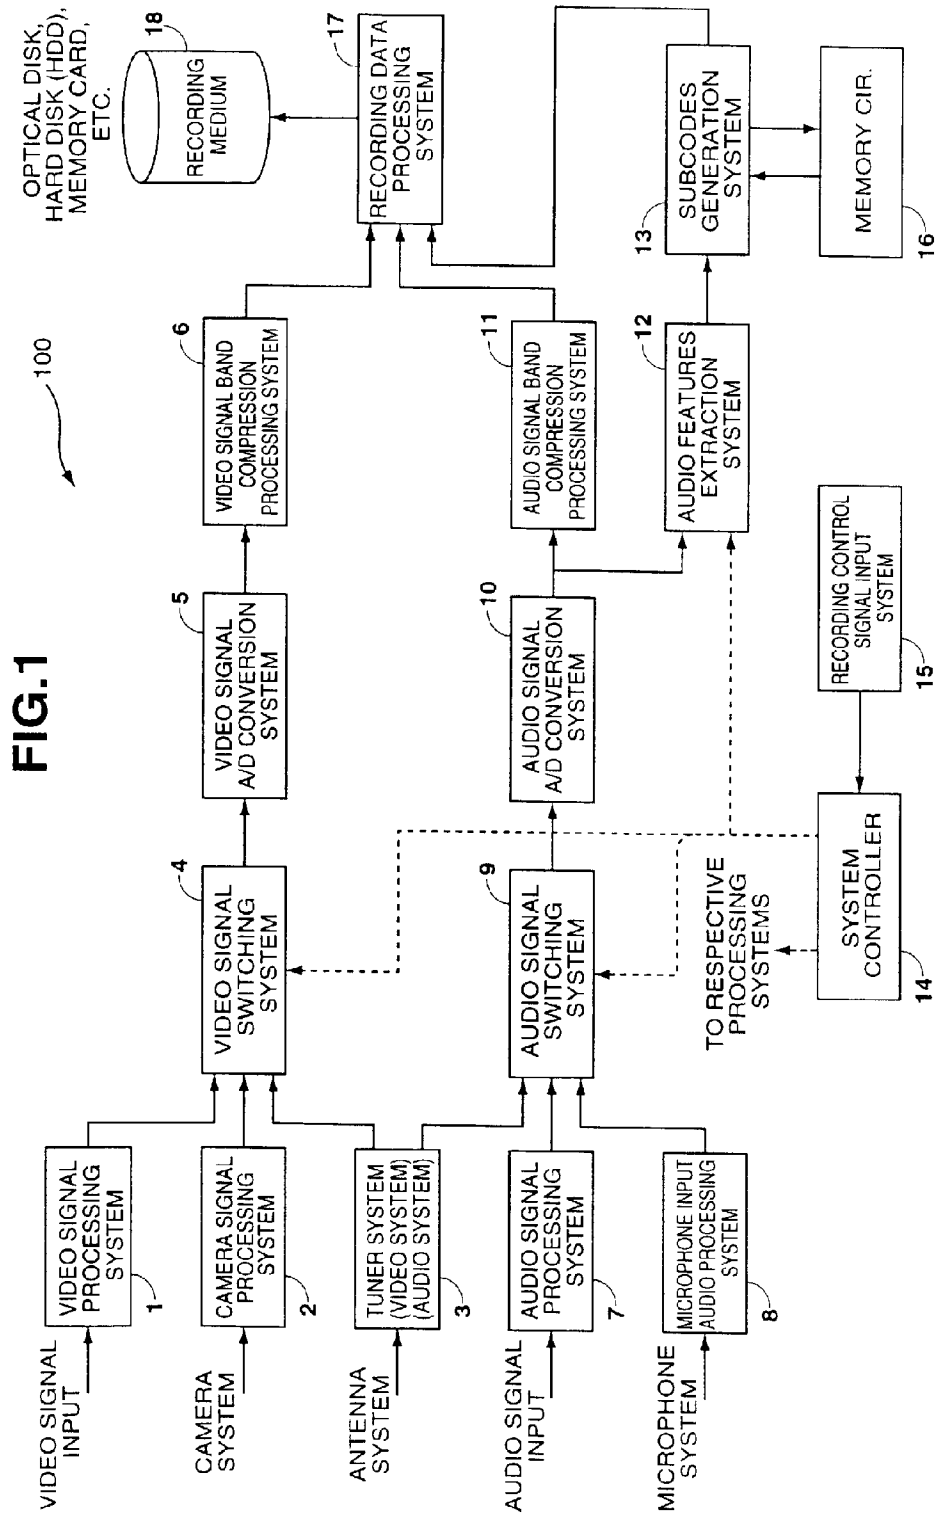 FIG.1
100
VIDEO SIGNAL
INPUT
VIDEO SIGNAL
PROCESSING
SYSTEM
1
CAMERA
SYSTEM
CAMERA SIGNAL
PROCESSING
SYSTEM
2
ANTENNA
SYSTEM
TUNER SYSTEM
(VIDEO SYSTEM)
(AUDIO SYSTEM)
3
AUDIO SIGNAL
INPUT
AUDIO SIGNAL
PROCESSING
SYSTEM
7
MICROPHONE
SYSTEM
MICROPHONE INPUT
AUDIO PROCESSING
SYSTEM
8
VIDEO SIGNAL
SWITCHING
SYSTEM
4
AUDIO SIGNAL
SWITCHING
SYSTEM
9
TO RESPECTIVE
PROCESSING
SYSTEMS
SYSTEM
CONTROLLER
14
VIDEO SIGNAL
A/D CONVERSION
SYSTEM
5
AUDIO SIGNAL
A/D CONVERSION
SYSTEM
10
RECORDING CONTROL
SIGNAL INPUT
SYSTEM
15
VIDEO SIGNAL BAND
COMPRESSION
PROCESSING SYSTEM
6
AUDIO SIGNAL BAND
COMPRESSION
PROCESSING SYSTEM
11
AUDIO FEATURES
EXTRACTION
SYSTEM
12
OPTICAL DISK,
HARD DISK (HDD),
MEMORY CARD,
ETC.
RECORDING
MEDIUM
18
RECORDING DATA
PROCESSING
SYSTEM
17
SUBCODES
GENERATION
SYSTEM
13
MEMORY CIR.
16